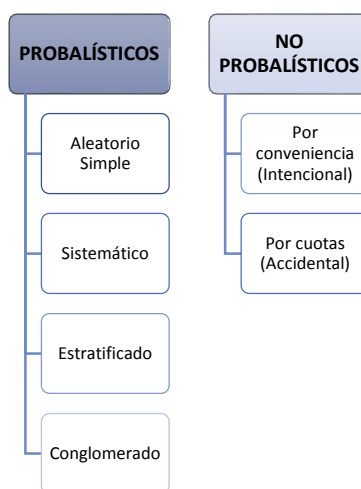 PROBALÍSTICOS
Aleatorio
Simple
Sistemático
Estratificado
Conglomerado
NO
PROBALÍSTICOS
Por
conveniencia
(Intencional)
Por cuotas
(Accidental)